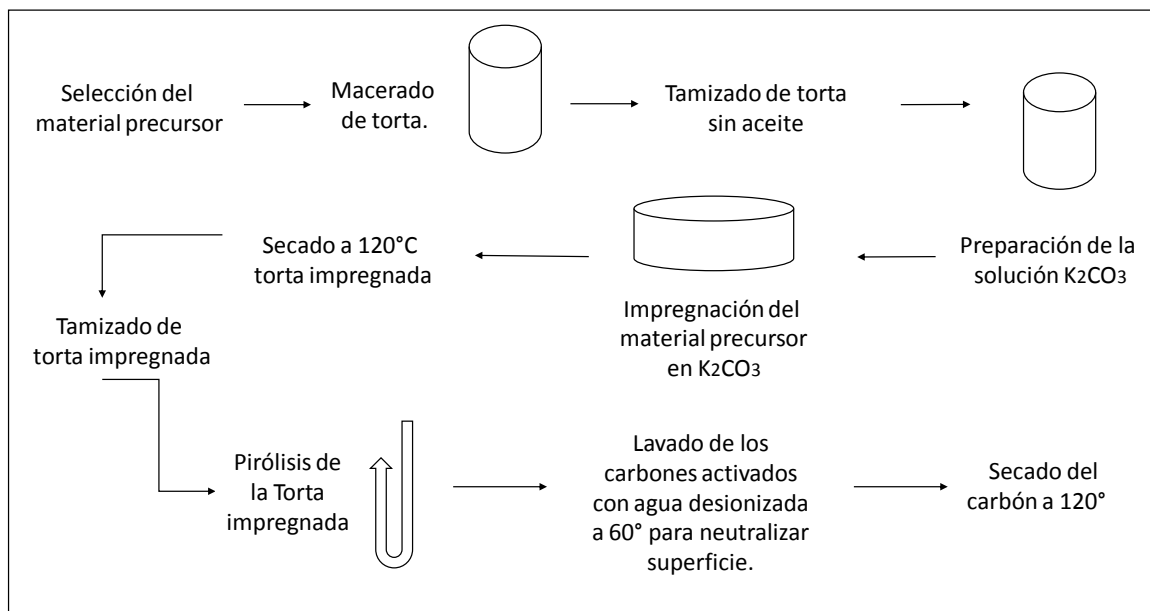 Selección del
material precursor
Macerado
de torta.
Tamizado de torta
sin aceite
Preparación de la
solución K2CO3
Impregnación del
material precursor
en K2CO3
Secado a 120°C
torta impregnada
Tamizado de
torta impregnada
Pirólisis de
la Torta
impregnada
Lavado de los
carbones activados
con agua desionizada
a 60° para neutralizar
superficie.
Secado del
carbón a 120°